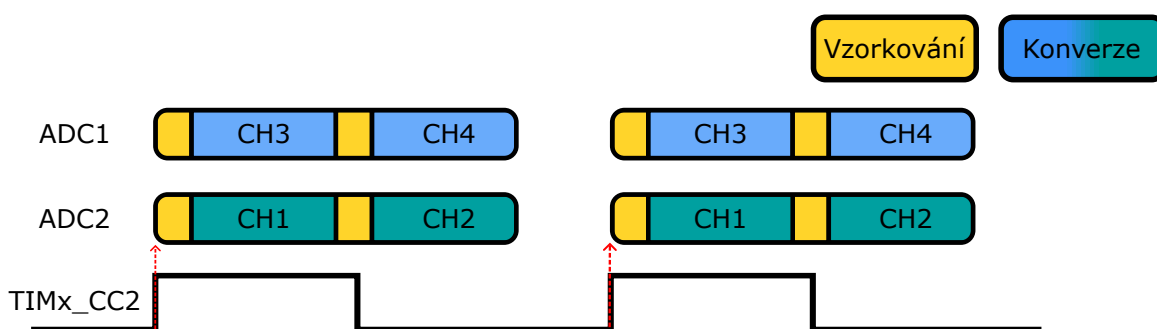 Vzorkování Konverze
ADC1 CH3 CH4 CH3 CH4
ADC2 CH1 CH2 CH1 CH2
TIMx_CC2